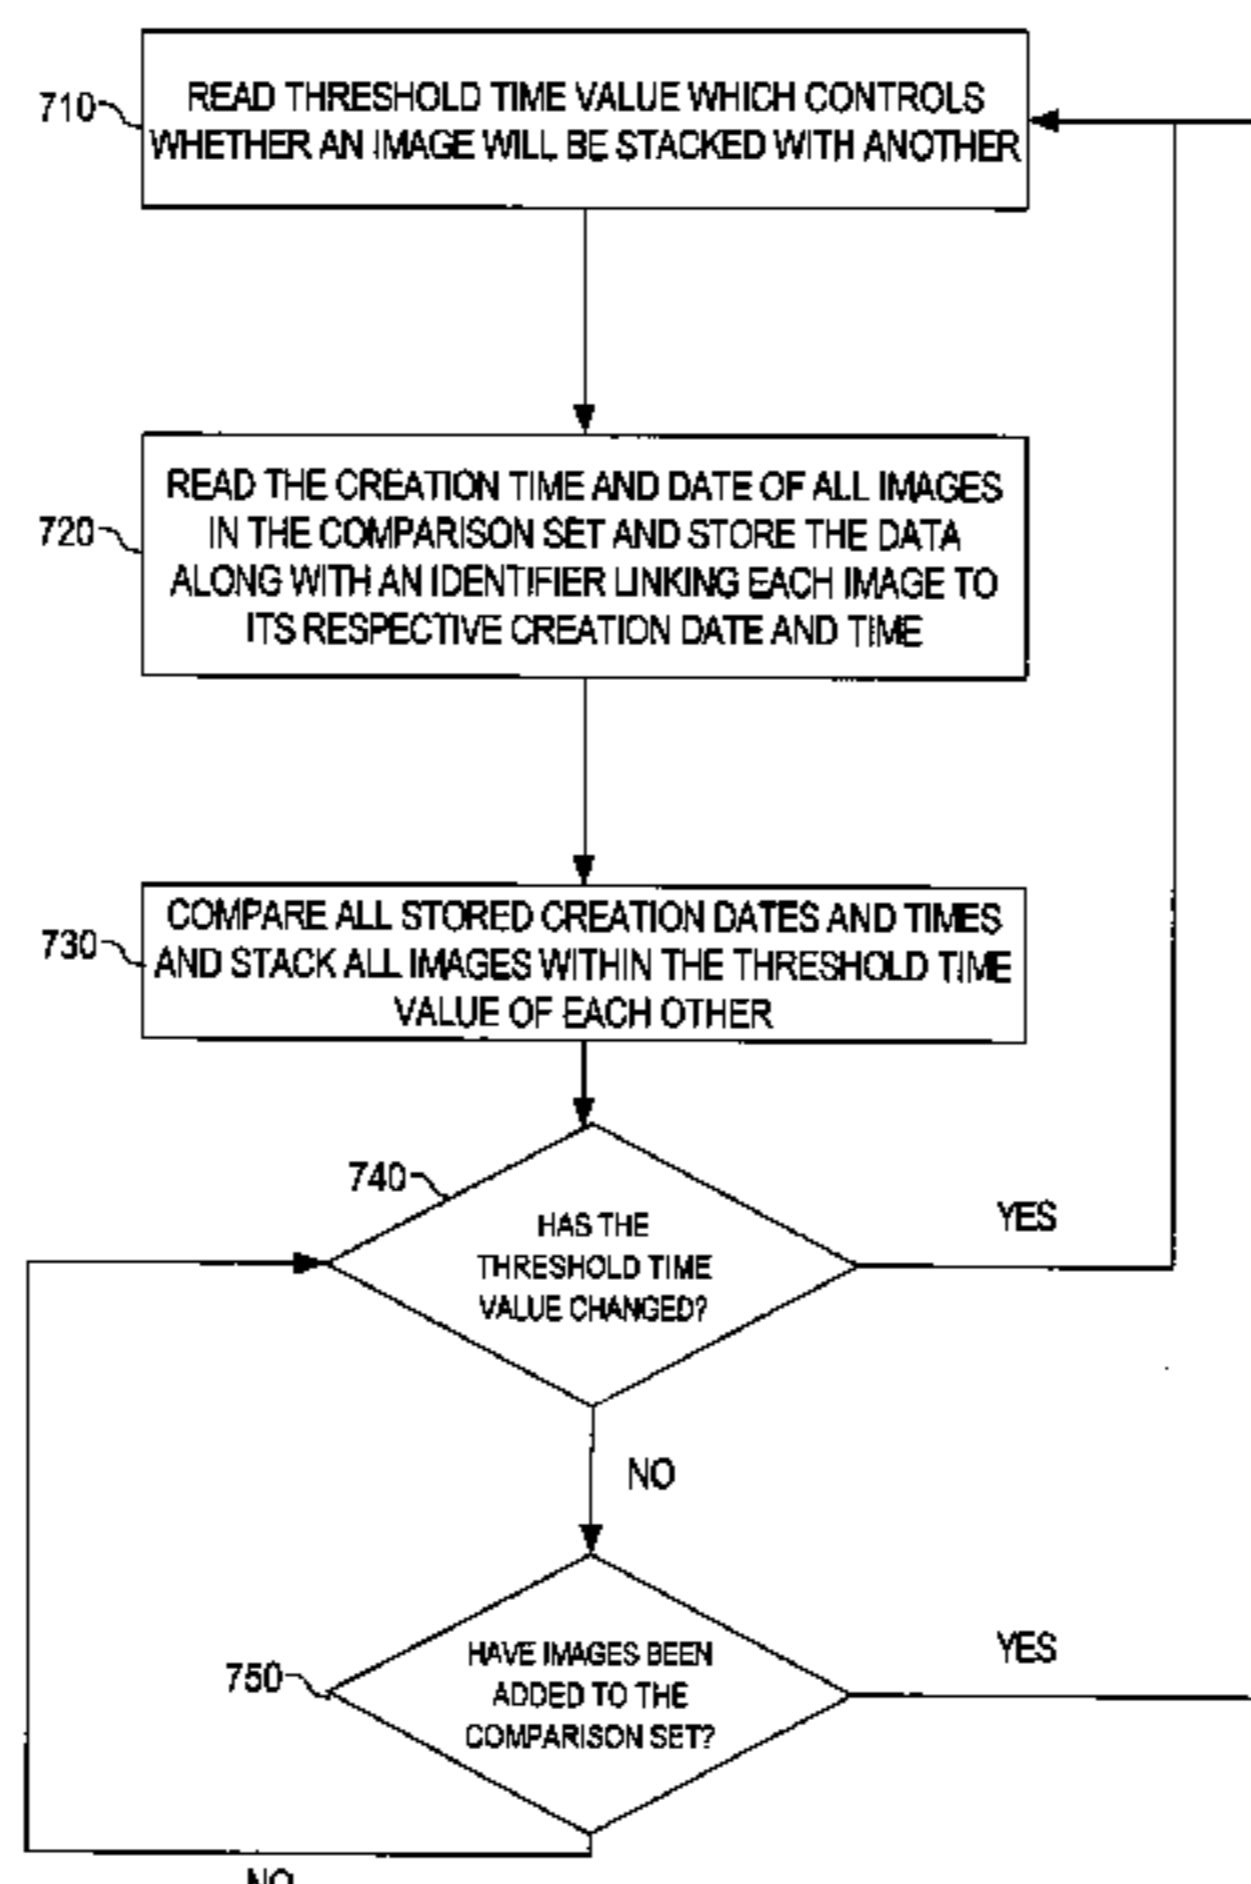 710
READ THRESHOLD TIME VALUE WHICH CONTROLS
WHETHER AN IMAGE WILL BE STACKED WITH ANOTHER
720
READ THE CREATION TIME AND DATE OF ALL IMAGES
IN THE COMPARISON SET AND STORE THE DATA
ALONG WITH AN IDENTIFIER LINKING EACH IMAGE TO
ITS RESPECTIVE CREATION DATE AND TIME
730
COMPARE ALL STORED CREATION DATES AND TIMES
AND STACK ALL IMAGES WITHIN THE THRESHOLD TIME
VALUE OF EACH OTHER
740
HAS THE
THRESHOLD TIME
VALUE CHANGED?
YES
NO
750
HAVE IMAGES BEEN
ADDED TO THE
COMPARISON SET?
YES
NO